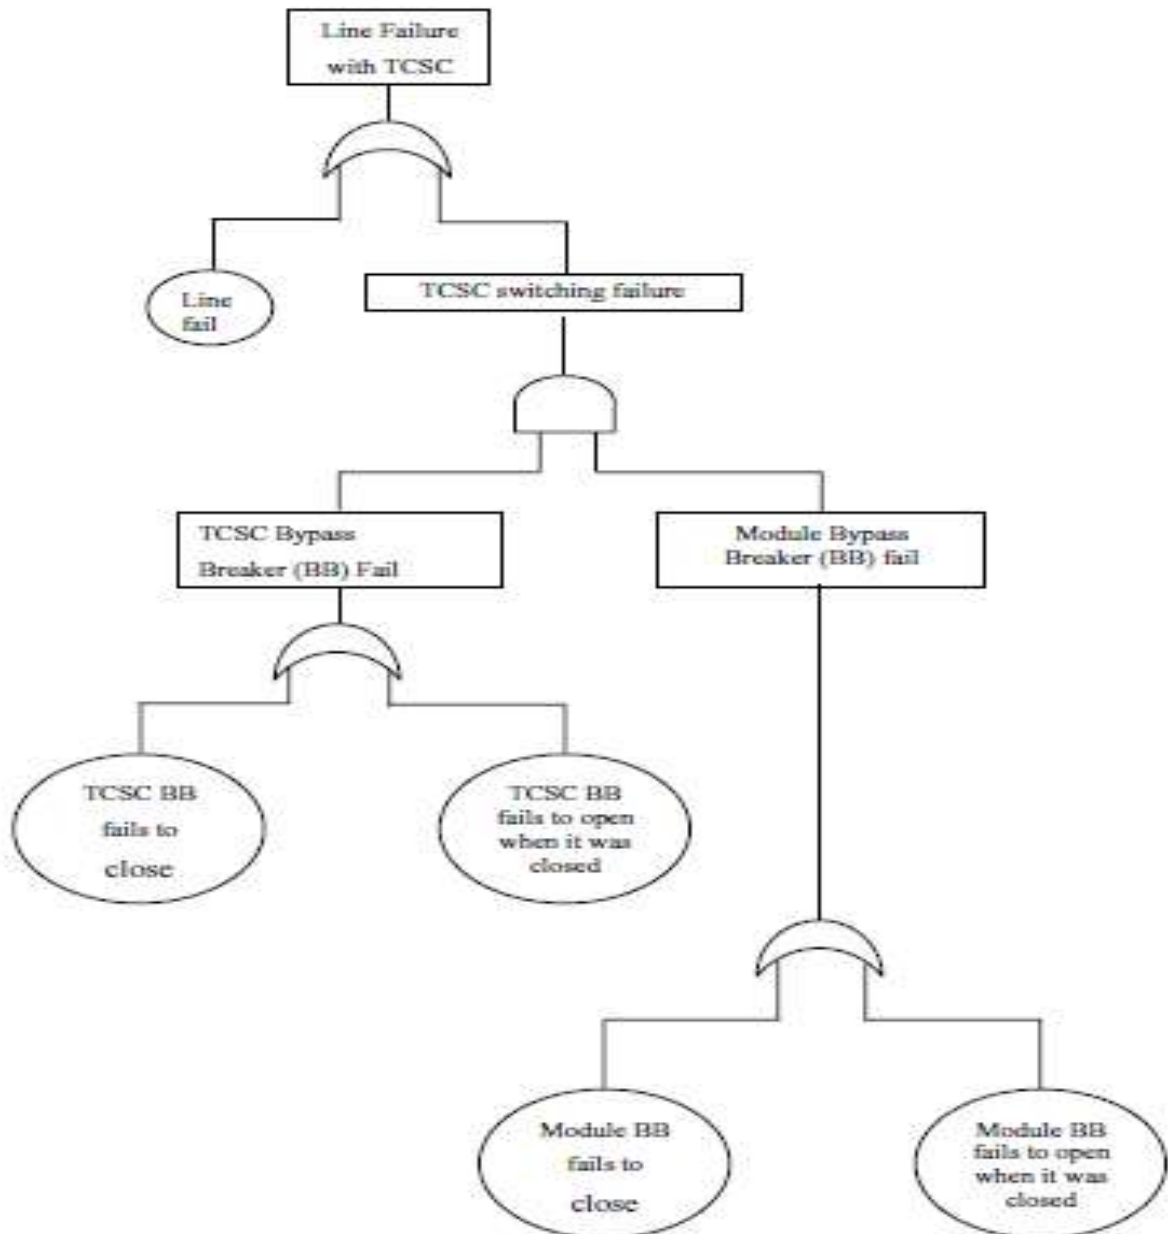 Line Failure
with TCSC
Line
fail
TCSC switching failure
TCSC Bypass
Breaker (BB) Fail
Module Bypass
Breaker (BB) fail
TCSC BB
fails to
close
TCSC BB
fails to open
when it was
closed
Module BB
fails to
close
Module BB
fails to open
when it was
closed